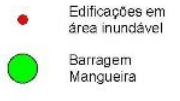 Edificações em
área inundável
Barragem
Mangueira